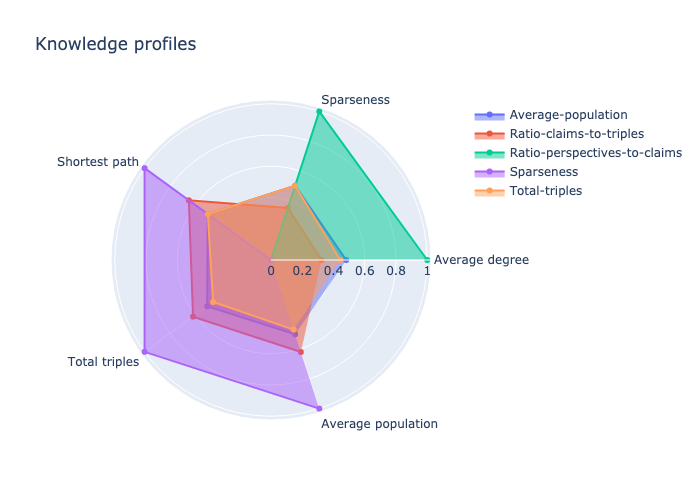 Knowledge profiles
Sparseness
Shortest path
Average degree
Total triples
Average population
0 0.2 0.4 0.6 0.8 1
Average-population
Ratio-claims-to-triples
Ratio-perspectives-to-claims
Sparseness
Total-triples